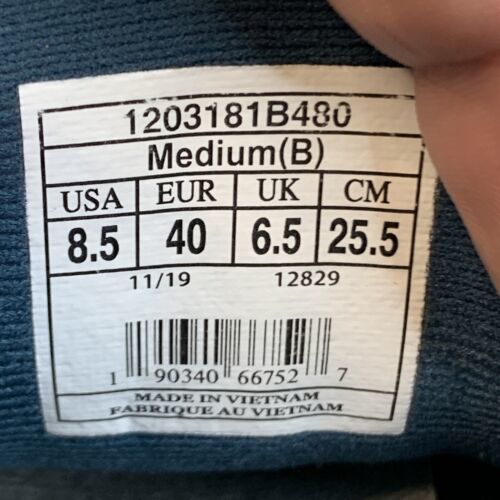 1203181B480
Medium(B)
USA EUR UK CM
8.5 40 6.5 25.5
11/19 12829
1 90340 66752 7
MADE IN VIETNAM
FABRIQUE AU VIETNAM